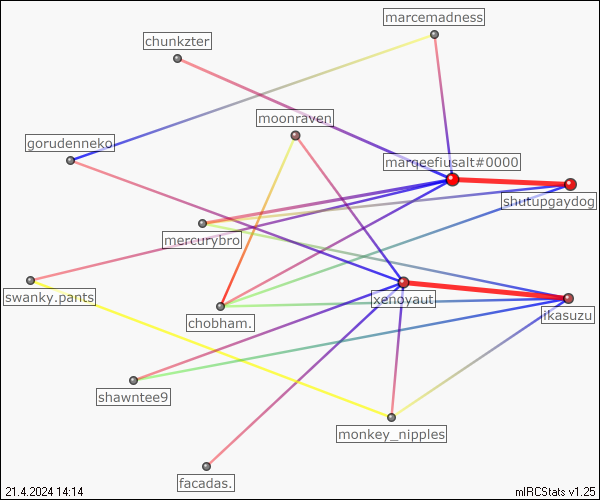 marcemadness
chunkzter
moonraven
gorudenneko
marqeefiusalt#0000
shutupgaydog
mercurybro
swanky.pants
xenoyaut
ikasuzu
chobham.
shawntee9
monkey_nipples
facadas.
21.4.2024 14:14
mIRCStats v1.25